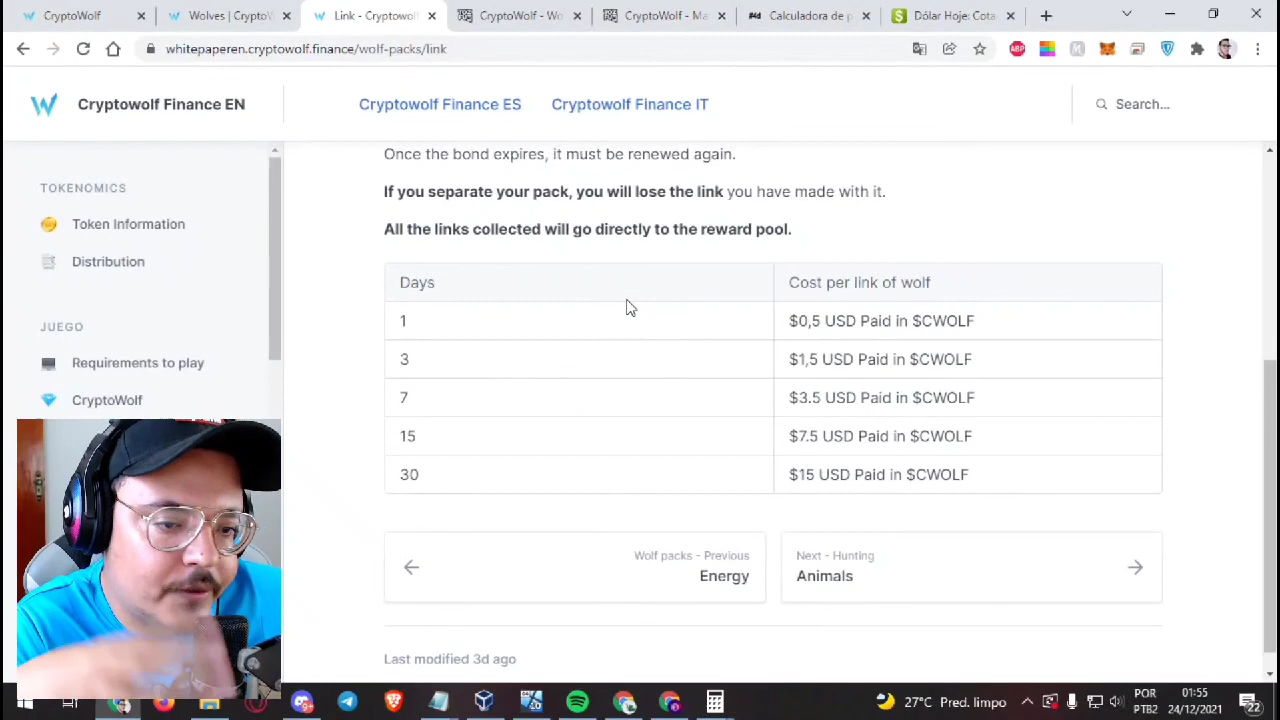 CryptoWolf
Wolves | CryptoW
Link - Cryptowolf
CryptoWolf - Wo
CryptoWolf - Ma
Calculadora de p
Dólar Hoje: Cota
whitepaperen.cryptowolf.finance/wolf-packs/link
ABP
Cryptowolf Finance EN
Cryptowolf Finance ES
Cryptowolf Finance IT
Search...
TOKENOMICS
Token Information
Distribution
JUEGO
Requirements to play
CryptoWolf
Once the bond expires, it must be renewed again.
If you separate your pack, you will lose the link you have made with it.
All the links collected will go directly to the reward pool.
Days Cost per link of wolf
1 $0,5 USD Paid in $CWOLF
3 $1,5 USD Paid in $CWOLF
7 $3.5 USD Paid in $CWOLF
15 $7.5 USD Paid in $CWOLF
30 $15 USD Paid in $CWOLF
Wolf packs - Previous
Energy
Next - Hunting
Animals
Last modified 3d ago
27°C Pred. limpo
POR
PTB2
01:55
24/12/2021
22